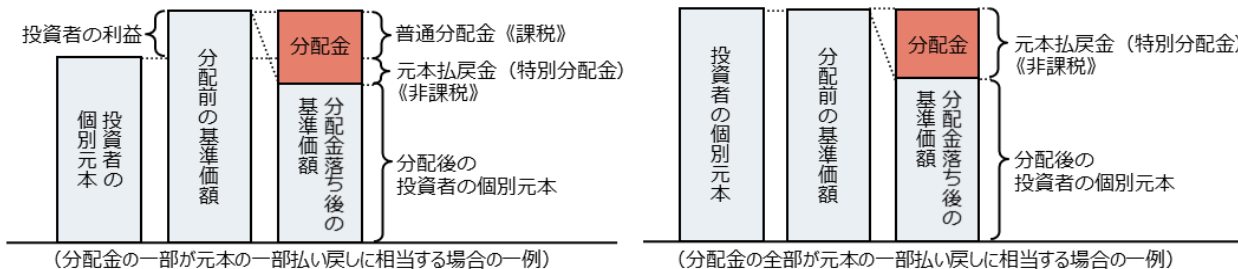 投資者の利益
投資者の
個別元本
分配前の基準価額
分配金
分配金落ち後の
基準価額
普通分配金《課税》
元本払戻金（特別分配金）
《非課税》
分配後の
投資者の個別元本
（分配金の一部が元本の一部払い戻しに相当する場合の一例）
投資者の個別元本
分配前の基準価額
分配金
分配金落ち後の
基準価額
元本払戻金（特別分配金）
《非課税》
分配後の
投資者の個別元本
（分配金の全部が元本の一部払い戻しに相当する場合の一例）